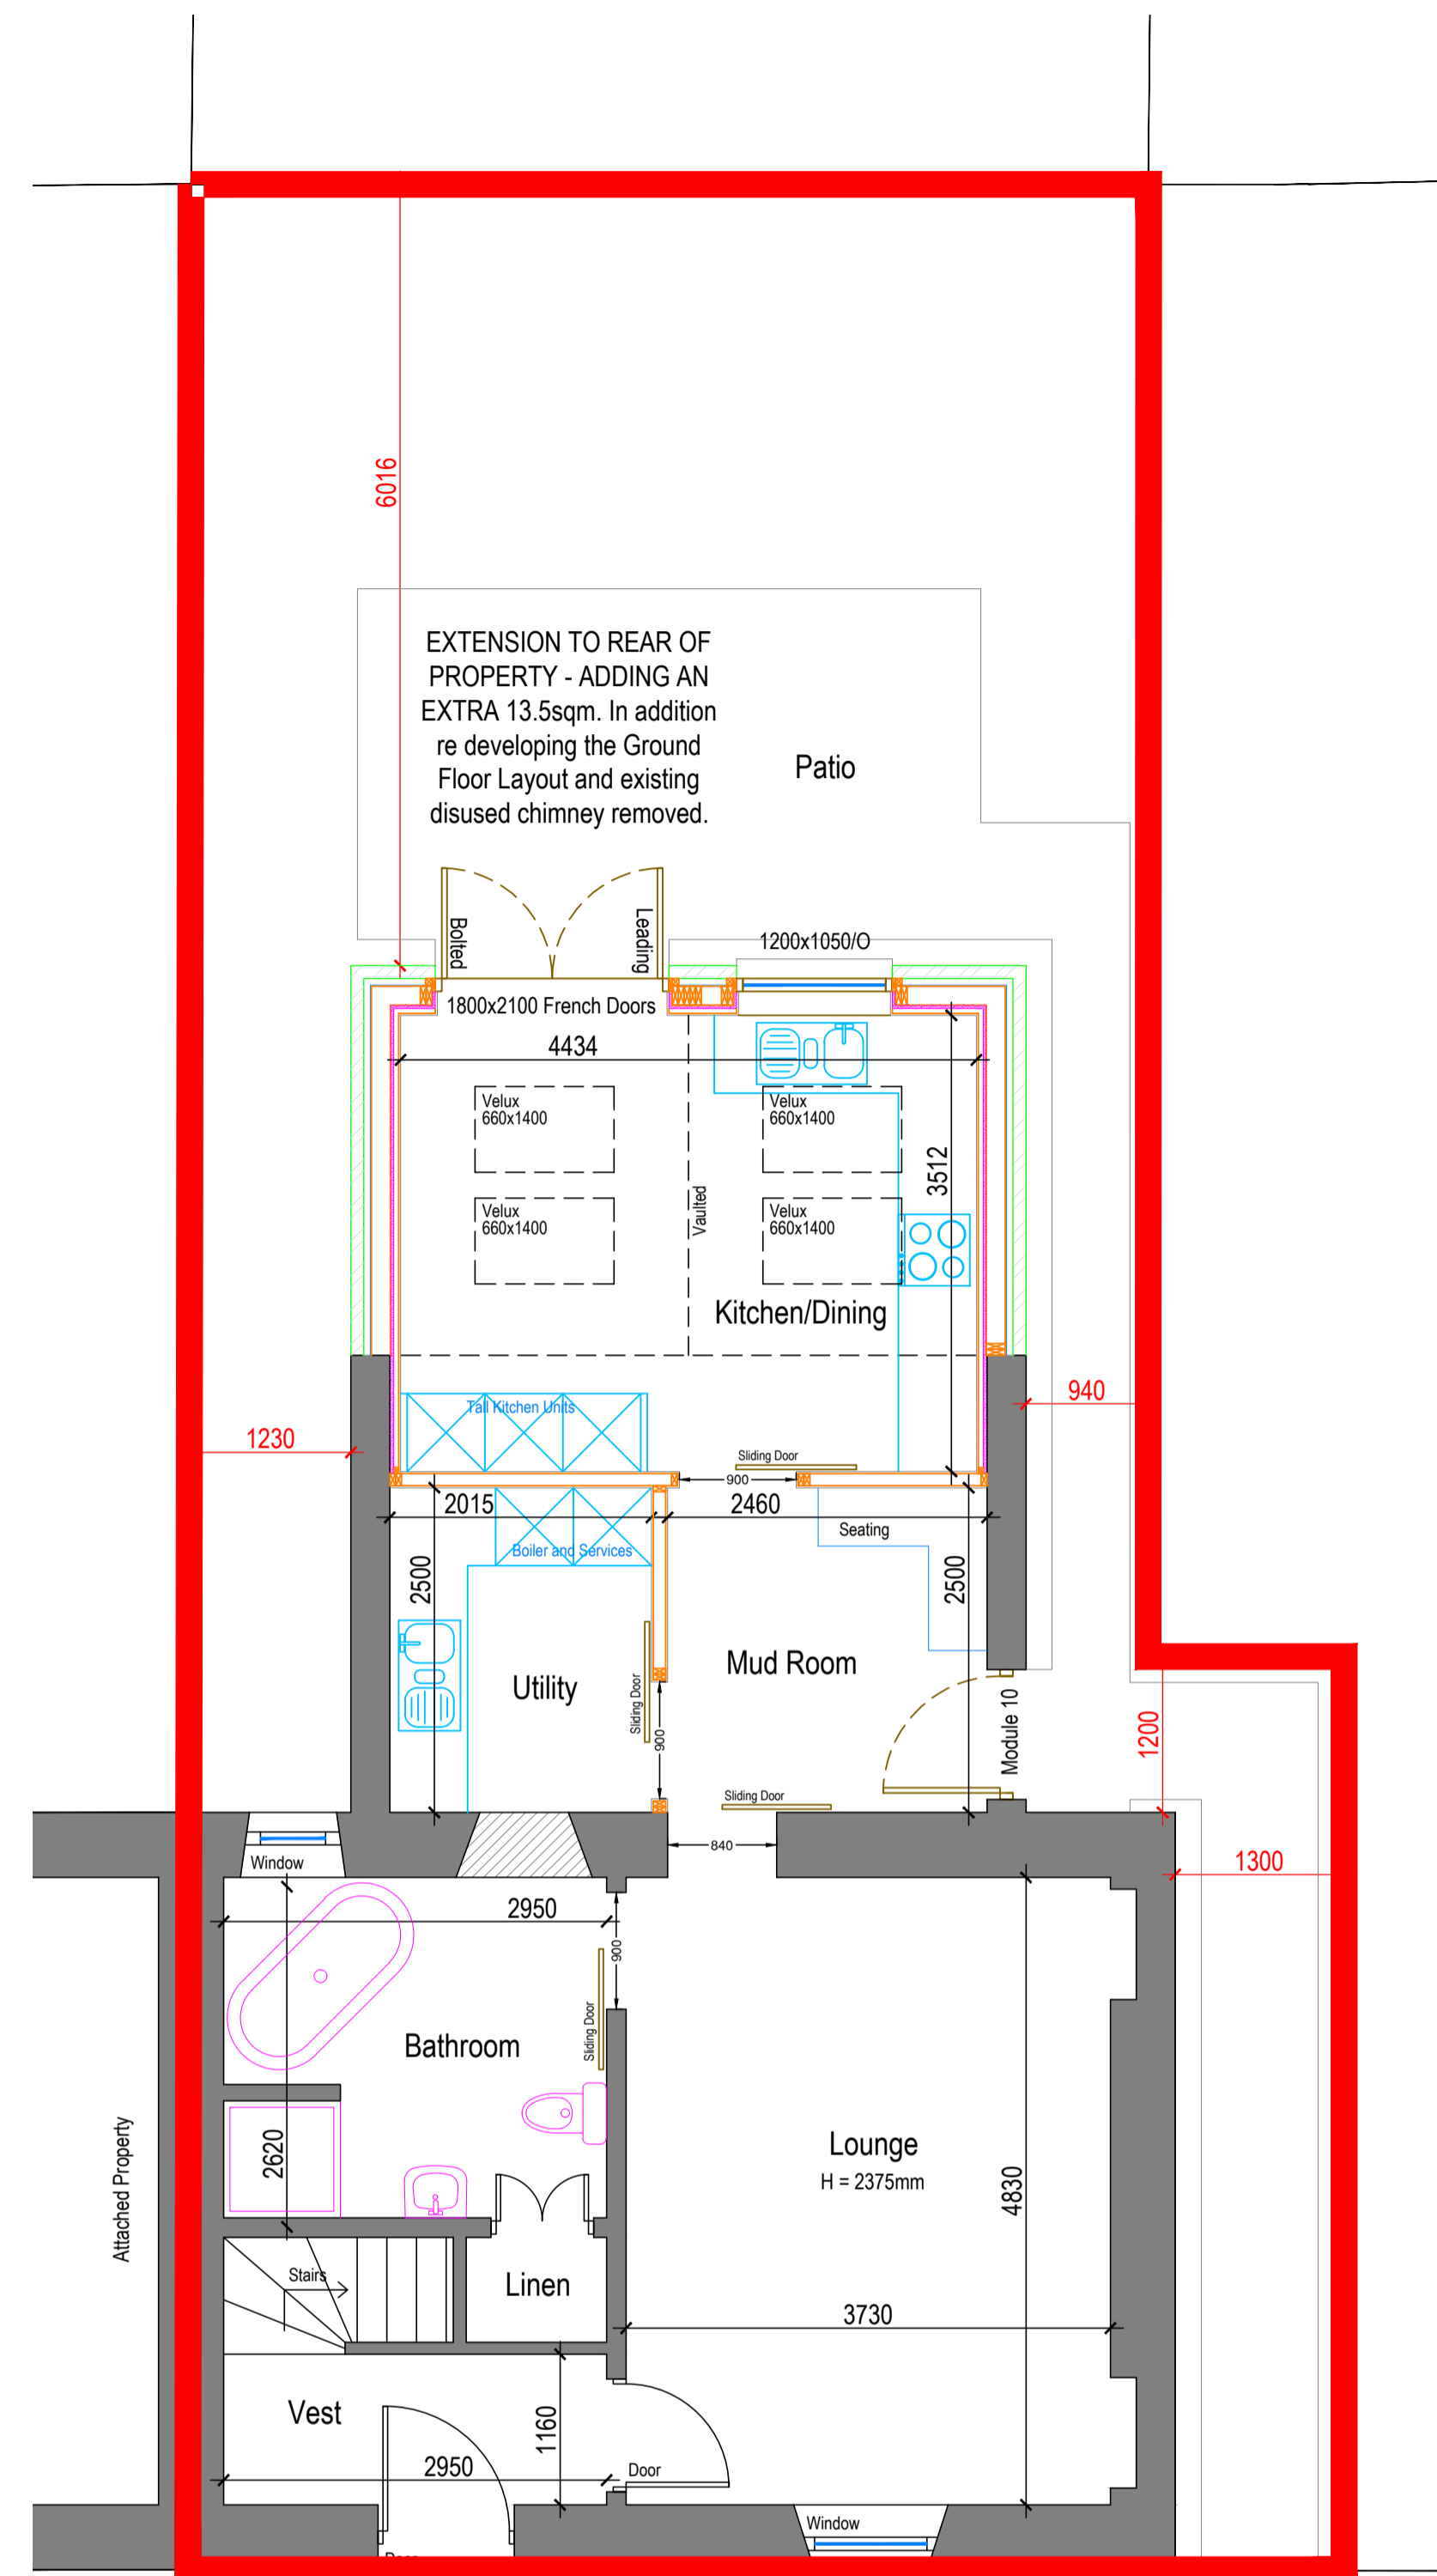 6016
EXTENSION TO REAR OF
PROPERTY - ADDING AN
EXTRA 13.5sqm. In addition
re developing the Ground
Floor Layout and existing
disused chimney removed.
Patio
Bolted
Leading
1200x1050/O
1800x2100 French Doors
4434
Velux
660x1400
Velux
660x1400
3512
Vaulted
Velux
660x1400
Velux
660x1400
Kitchen/Dining
940
Tall Kitchen Units
1230
Sliding Door
900
2015
2460
Seating
Boiler and Services
2500
2500
Mud Room
Utility
Sliding Door
900
Module 10
1200
Sliding Door
840
Window
1300
2950
900
Bathroom
Sliding Door
Attached Property
2620
Lounge
H = 2375mm
4830
Stairs
Linen
3730
Vest
1160
2950
Door
Window